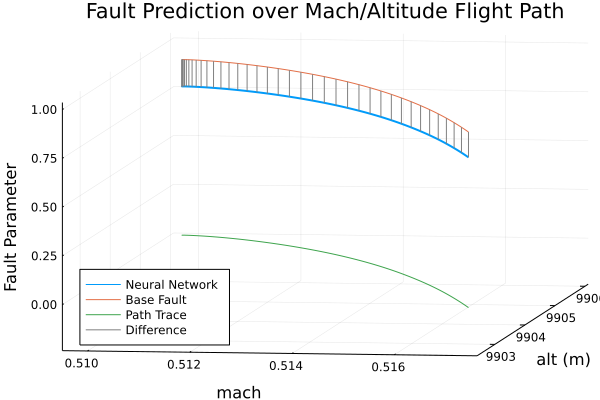 Fault Prediction over Mach/Altitude Flight Path
1.00
0.75
0.50
0.25
0.00
Fault Parameter
Neural Network
Base Fault
Path Trace
Difference
0.510
0.512
0.514
0.516
mach
9903
9904
9905
alt (m)